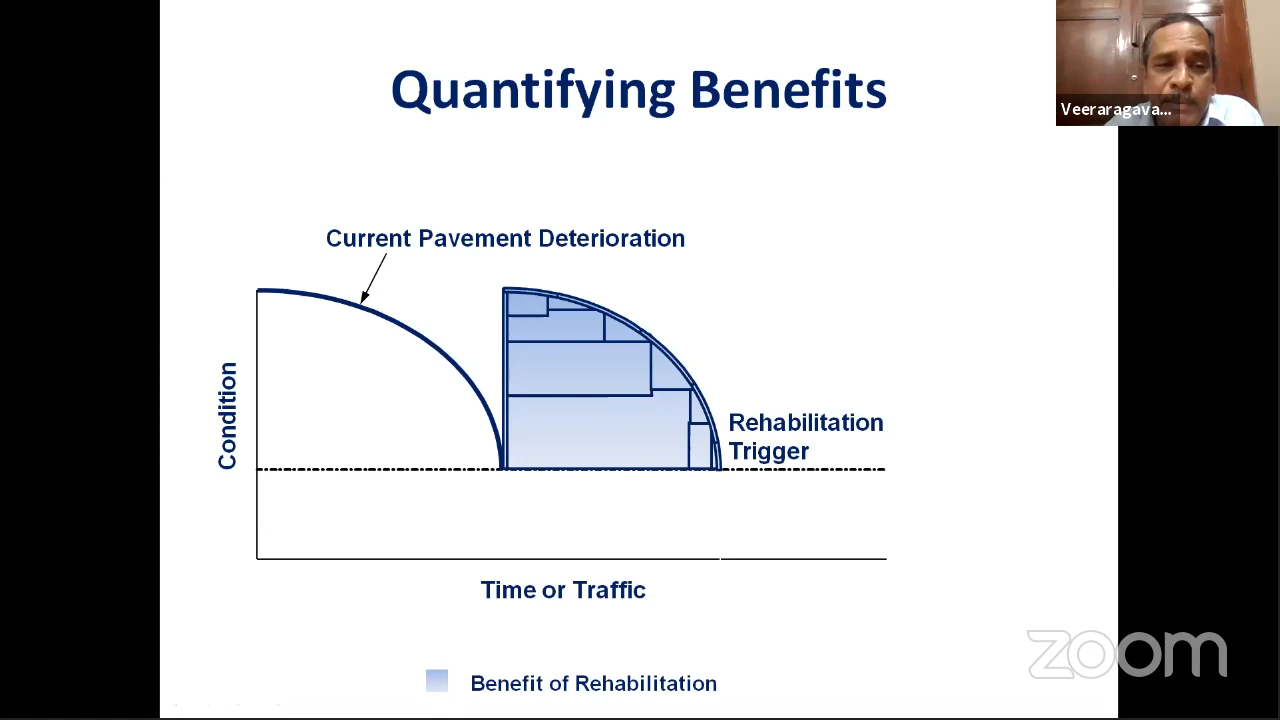 Quantifying Benefits
Veeraragava...
Current Pavement Deterioration
Condition
Rehabilitation
Trigger
Time or Traffic
zoom
Benefit of Rehabilitation